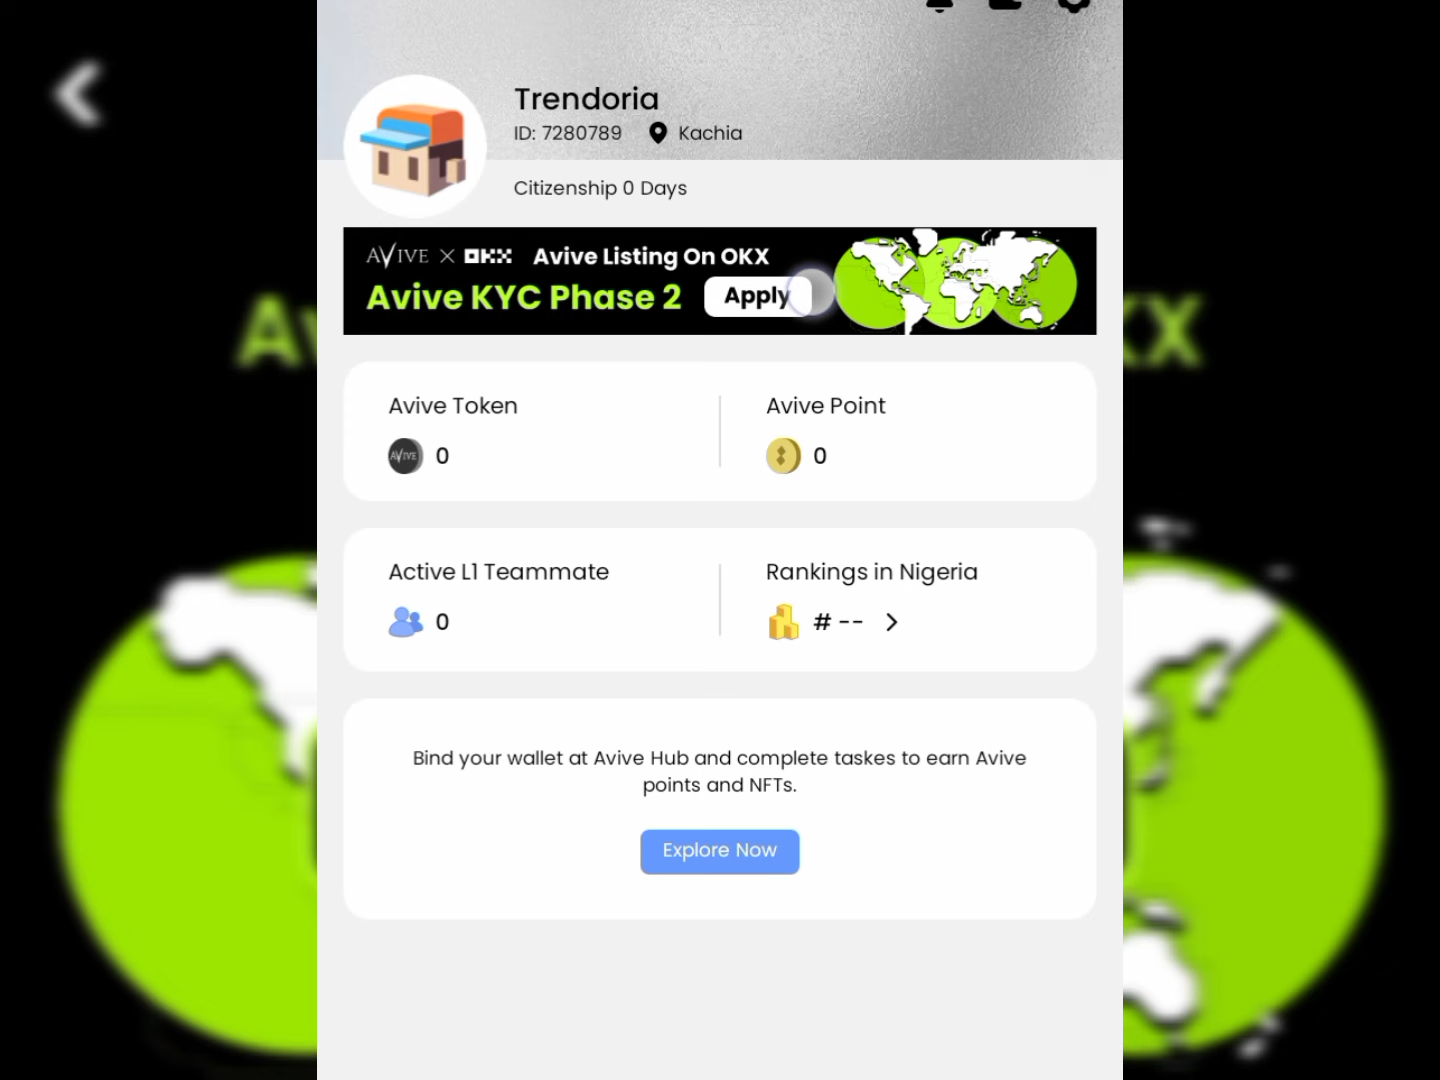 Trendoria
ID: 7280789 Kachia
Citizenship 0 Days
AVIVE × OKX Avive Listing On OKX
Avive KYC Phase 2 Apply
Avive Token Avive Point
AVIVE 0 0
Active L1 Teammate Rankings in Nigeria
0 # --
Bind your wallet at Avive Hub and complete taskes to earn Avive
points and NFTs.
Explore Now